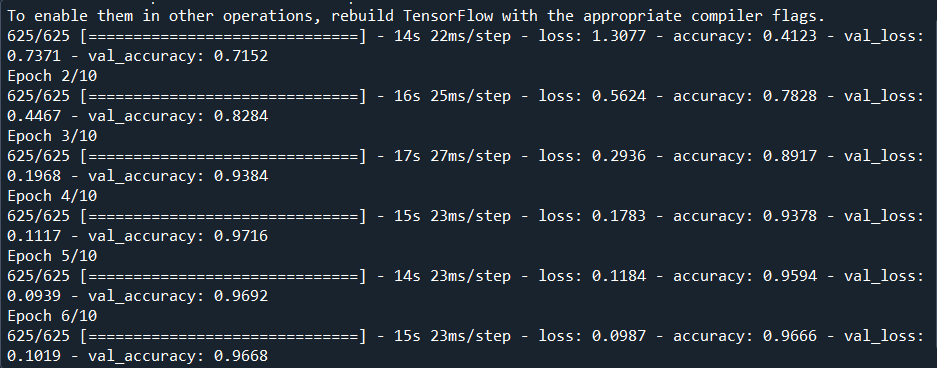 To enable them in other operations, rebuild TensorFlow with the appropriate compiler flags.
625/625 [==============================] - 14s 22ms/step - loss: 1.3077 - accuracy: 0.4123 - val_loss:
0.7371 - val_accuracy: 0.7152
Epoch 2/10
625/625 [==============================] - 16s 25ms/step - loss: 0.5624 - accuracy: 0.7828 - val_loss:
0.4467 - val_accuracy: 0.8284
Epoch 3/10
625/625 [==============================] - 17s 27ms/step - loss: 0.2936 - accuracy: 0.8917 - val_loss:
0.1968 - val_accuracy: 0.9384
Epoch 4/10
625/625 [==============================] - 15s 23ms/step - loss: 0.1783 - accuracy: 0.9378 - val_loss:
0.1117 - val_accuracy: 0.9716
Epoch 5/10
625/625 [==============================] - 14s 23ms/step - loss: 0.1184 - accuracy: 0.9594 - val_loss:
0.0939 - val_accuracy: 0.9692
Epoch 6/10
625/625 [==============================] - 15s 23ms/step - loss: 0.0987 - accuracy: 0.9666 - val_loss:
0.1019 - val_accuracy: 0.9668